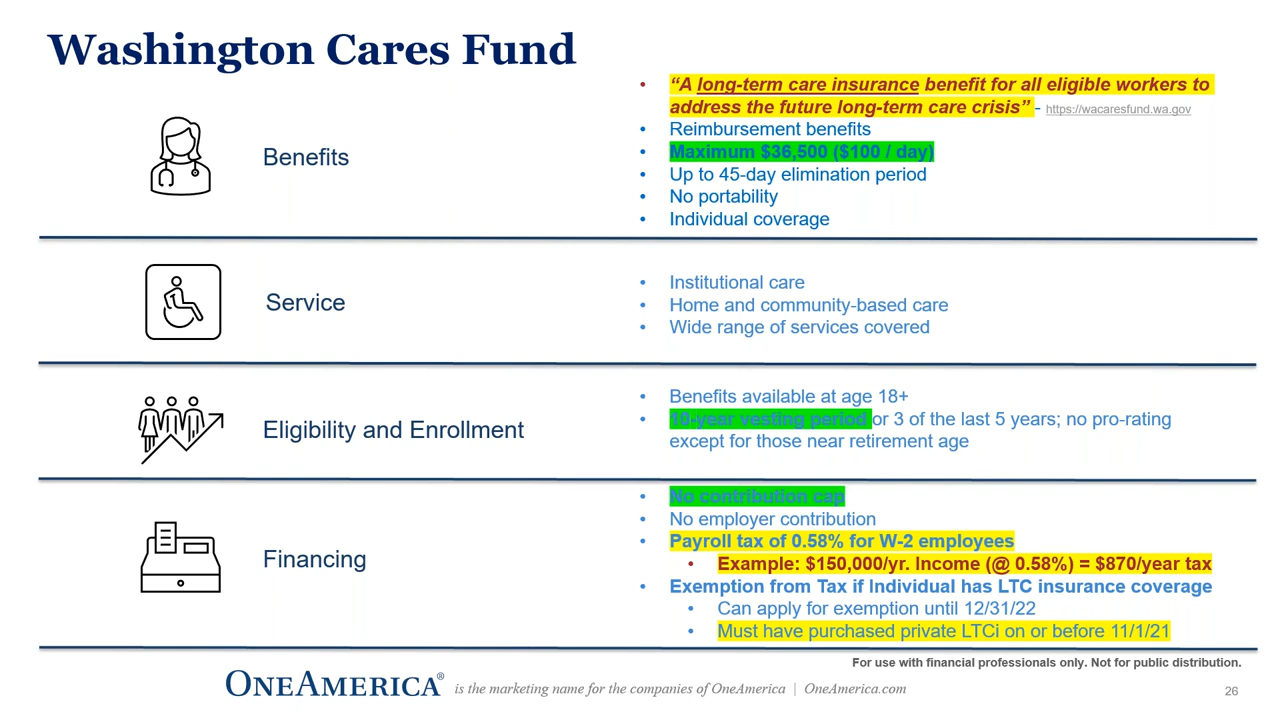 Washington Cares Fund
Benefits
• “A long-term care insurance benefit for all eligible workers to
address the future long-term care crisis” - https://wacaresfund.wa.gov
• Reimbursement benefits
• Maximum $36,500 ($100 / day)
• Up to 45-day elimination period
• No portability
• Individual coverage
Service
• Institutional care
• Home and community-based care
• Wide range of services covered
Eligibility and Enrollment
• Benefits available at age 18+
• 10-year vesting period or 3 of the last 5 years; no pro-rating
except for those near retirement age
Financing
• No contribution cap
• No employer contribution
• Payroll tax of 0.58% for W-2 employees
• Example: $150,000/yr. Income (@ 0.58%) = $870/year tax
• Exemption from Tax if Individual has LTC insurance coverage
• Can apply for exemption until 12/31/22
• Must have purchased private LTCi on or before 11/1/21
For use with financial professionals only. Not for public distribution.
ONEAMERICA® is the marketing name for the companies of OneAmerica | OneAmerica.com
26